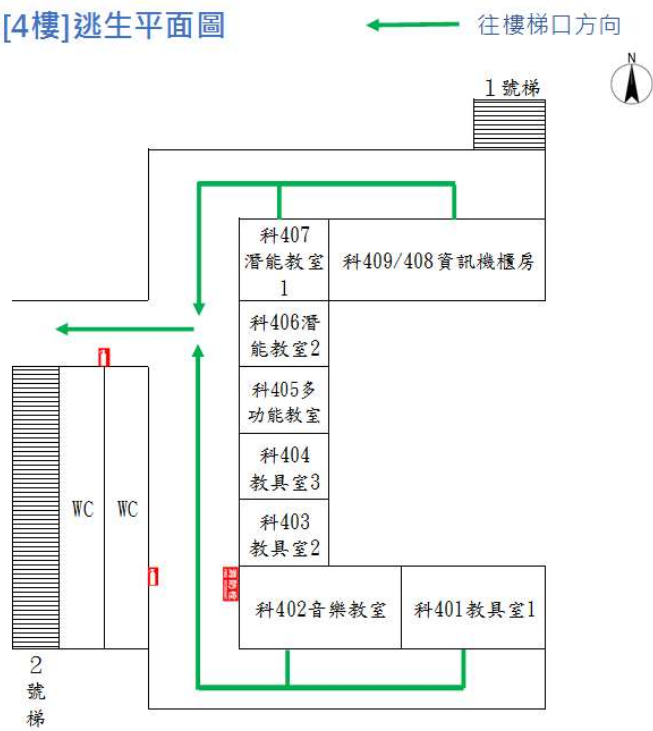 [4樓]逃生平面圖
往樓梯口方向
N
1號梯
科407
潛能教室
1
科409/408資訊機櫃房
科406潛
能教室2
科405多
功能教室
科404
教具室3
WC
WC
科403
教具室2
科402音樂教室
科401教具室1
2
號
梯